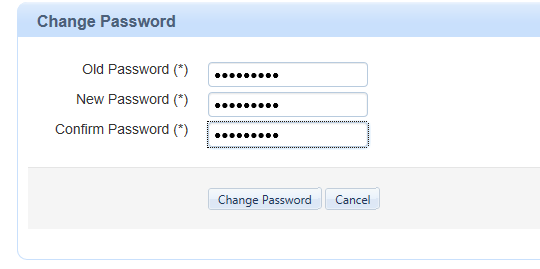 Change Password
Old Password (*) •••••••••
New Password (*) •••••••••
Confirm Password (*) •••••••••
Change Password Cancel